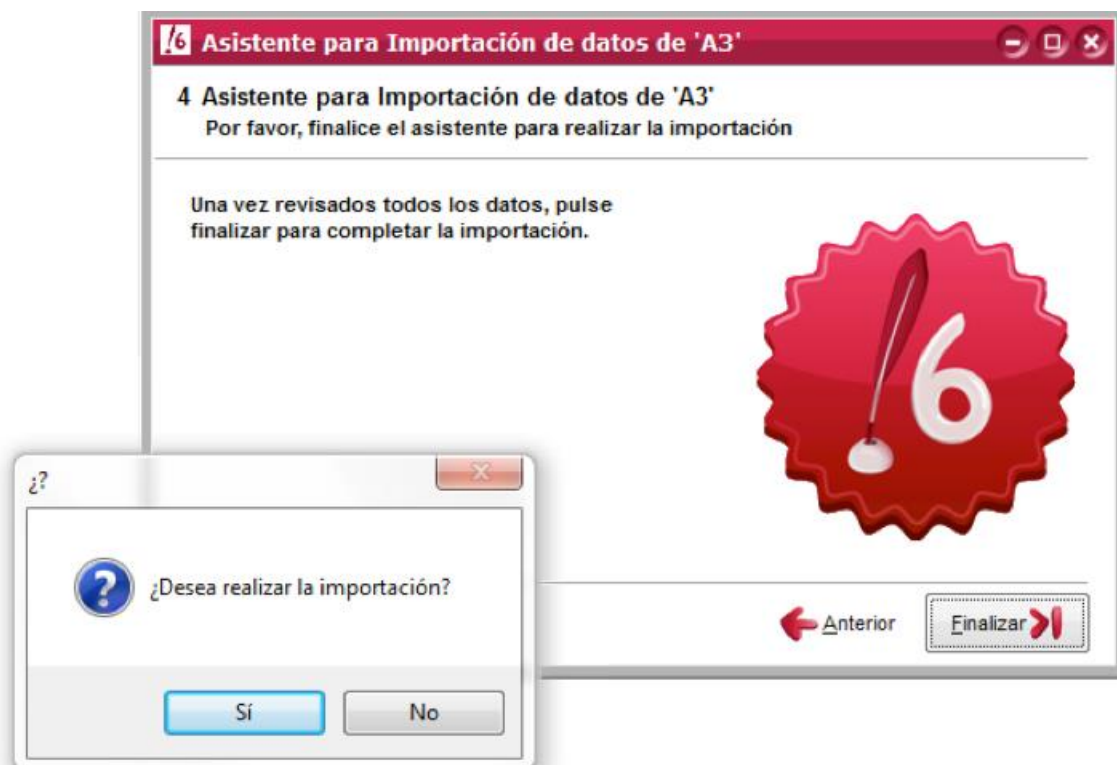 6 Asistente para Importación de datos de 'A3'
4 Asistente para Importación de datos de 'A3'
Por favor, finalice el asistente para realizar la importación
Una vez revisados todos los datos, pulse
finalizar para completar la importación.
6
¿?
¿Desea realizar la importación?
Sí
No
Anterior
Finalizar